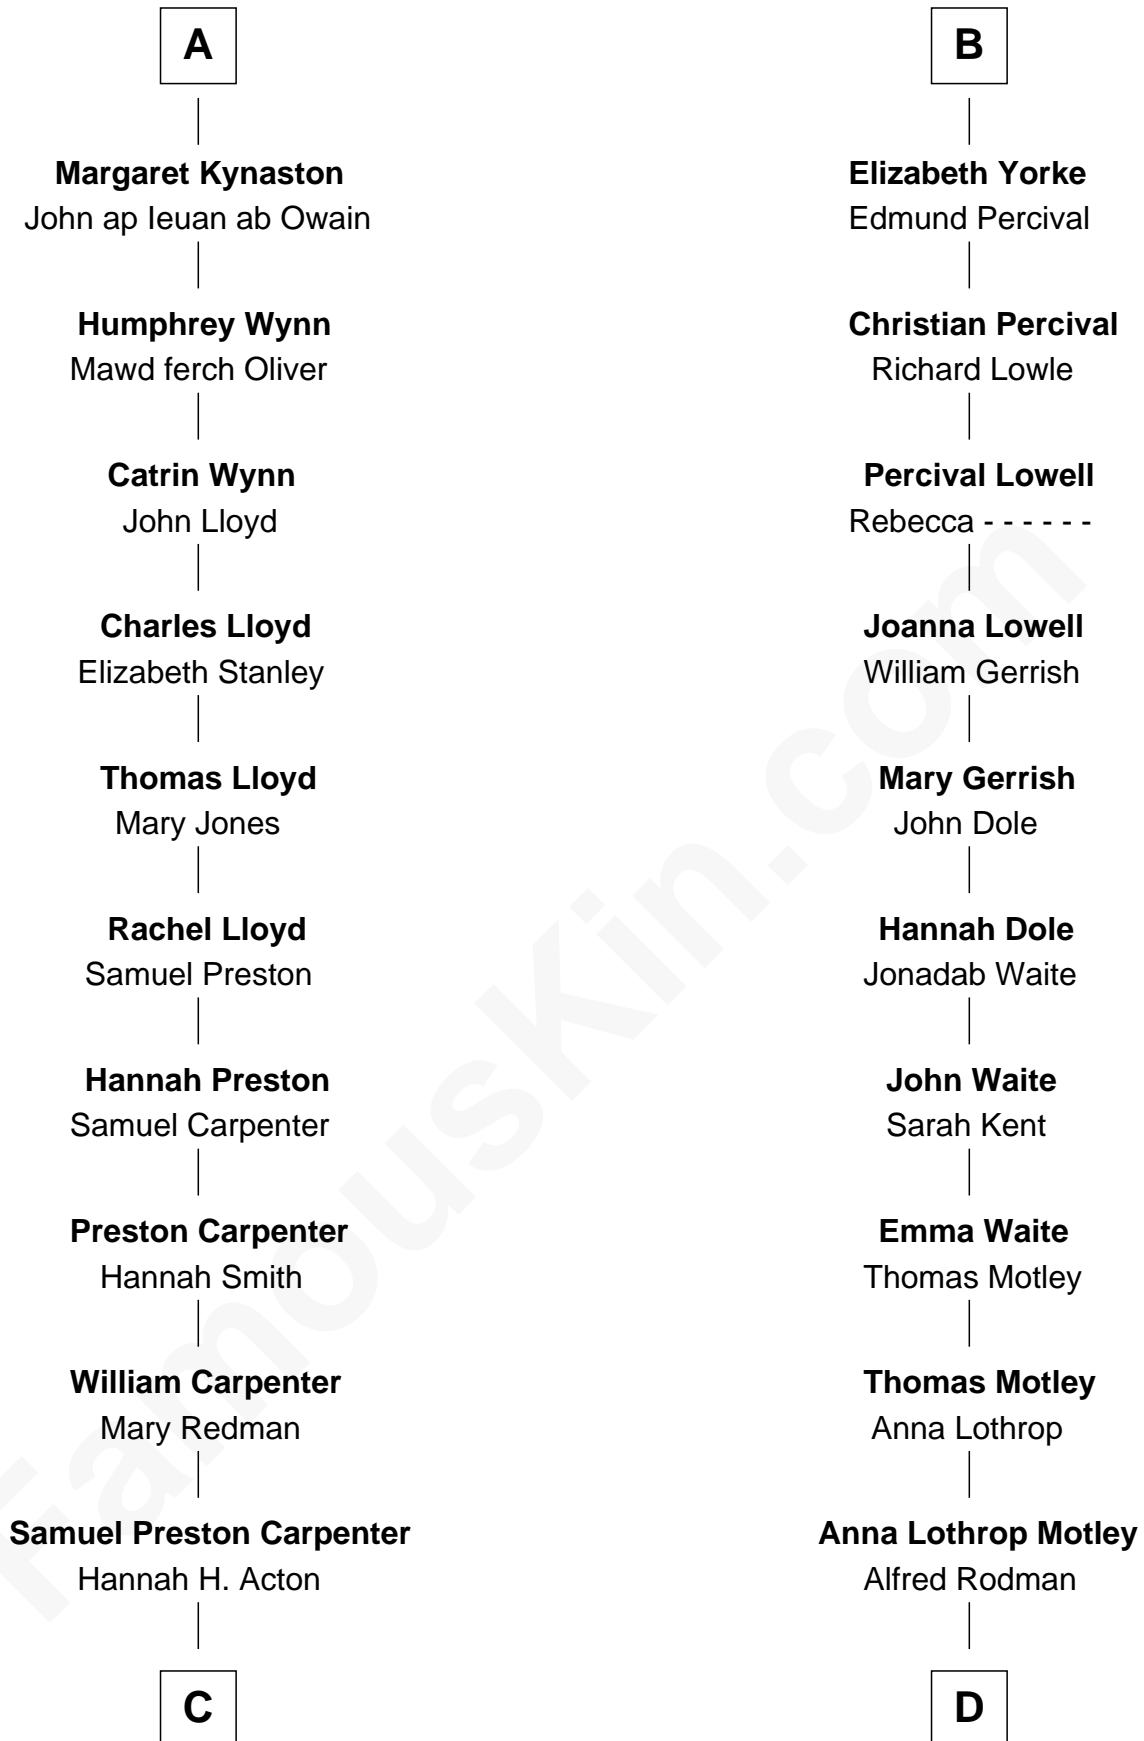 A
Margaret Kynaston
John ap Ieuan ab Owain
Humphrey Wynn
Mawd ferch Oliver
Catrin Wynn
John Lloyd
Charles Lloyd
Elizabeth Stanley
Thomas Lloyd
Mary Jones
Rachel Lloyd
Samuel Preston
Hannah Preston
Samuel Carpenter
Preston Carpenter
Hannah Smith
William Carpenter
Mary Redman
Samuel Preston Carpenter
Hannah H. Acton
C
B
Elizabeth Yorke
Edmund Percival
Christian Percival
Richard Lowle
Percival Lowell
Rebecca - - - - - -
Joanna Lowell
William Gerrish
Mary Gerrish
John Dole
Hannah Dole
Jonadab Waite
John Waite
Sarah Kent
Emma Waite
Thomas Motley
Thomas Motley
Anna Lothrop
Anna Lothrop Motley
Alfred Rodman
D
FamousKin.com